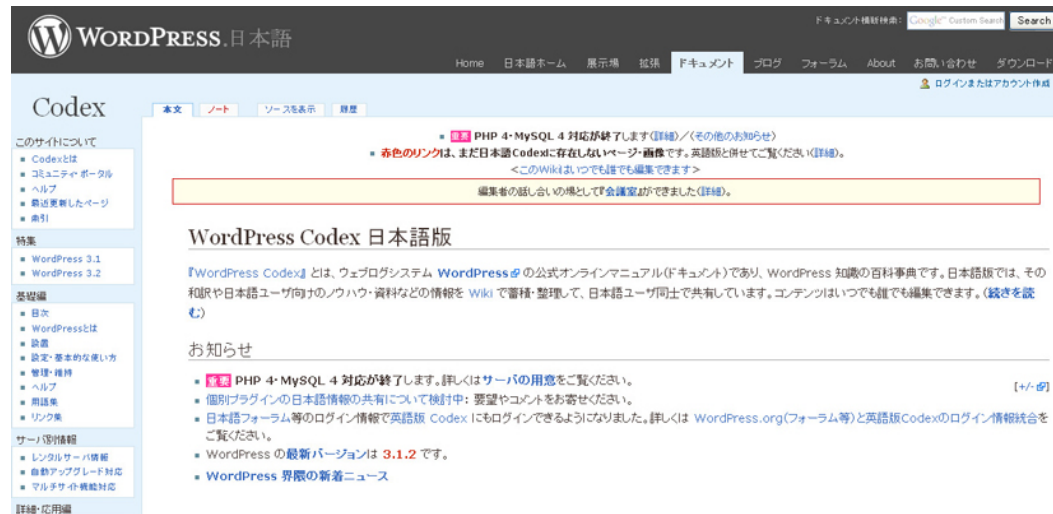 ドキュメント横断検索: Google™ Custom Search Search
WORDPRESS.日本語
Home 日本語ホーム 展示場 拡張 ドキュメント ブログ フォーラム About お問い合わせ ダウンロード
ログインまたはアカウント作成
Codex
本文 ノート ソースを表示 履歴
重要 PHP 4・MySQL 4 対応が終了します(詳細)／(その他のお知らせ)
赤色のリンクは、まだ日本語Codexに存在しないページ・画像です。英語版と併せてご覧ください(詳細)。
<このWikiはいつでも誰でも編集できます>
編集者の話し合いの場として『会議室』ができました(詳細)。
このサイトについて
Codexとは
コミュニティ・ポータル
ヘルプ
最近更新したページ
索引
特集
WordPress 3.1
WordPress 3.2
基礎編
目次
WordPressとは
設置
設定・基本的な使い方
管理・維持
ヘルプ
用語集
リンク集
サーバ別情報
レンタルサーバ情報
自動アップグレード対応
マルチサイト機能対応
詳細・応用編
WordPress Codex 日本語版
『WordPress Codex』 とは、ウェブログシステム WordPress の公式オンラインマニュアル(ドキュメント)であり、WordPress 知識の百科事典です。日本語版では、その
和訳や日本語ユーザ向けのノウハウ・資料などの情報を Wiki で蓄積・整理して、日本語ユーザ同士で共有しています。コンテンツはいつでも誰でも編集できます。(続きを読
む)
お知らせ
[+/-]
重要 PHP 4・MySQL 4 対応が終了します。詳しくはサーバの用意をご覧ください。
個別プラグインの日本語情報の共有について検討中: 要望やコメントをお寄せください。
日本語フォーラム等のログイン情報で英語版 Codex にもログインできるようになりました。詳しくは WordPress.org(フォーラム等)と英語版Codexのログイン情報統合を
ご覧ください。
WordPress の最新バージョンは 3.1.2 です。
WordPress 界隈の新着ニュース